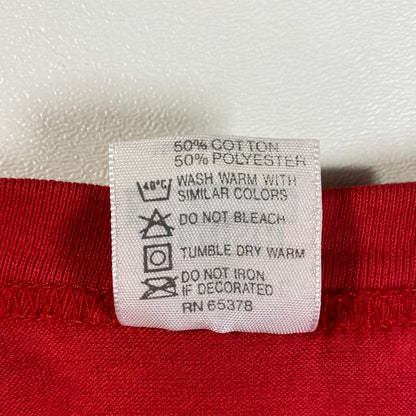 50% COTTON
50% POLYESTER
40°C WASH WARM WITH
SIMILAR COLORS
DO NOT BLEACH
TUMBLE DRY WARM
DO NOT IRON
IF DECORATED
RN 65378